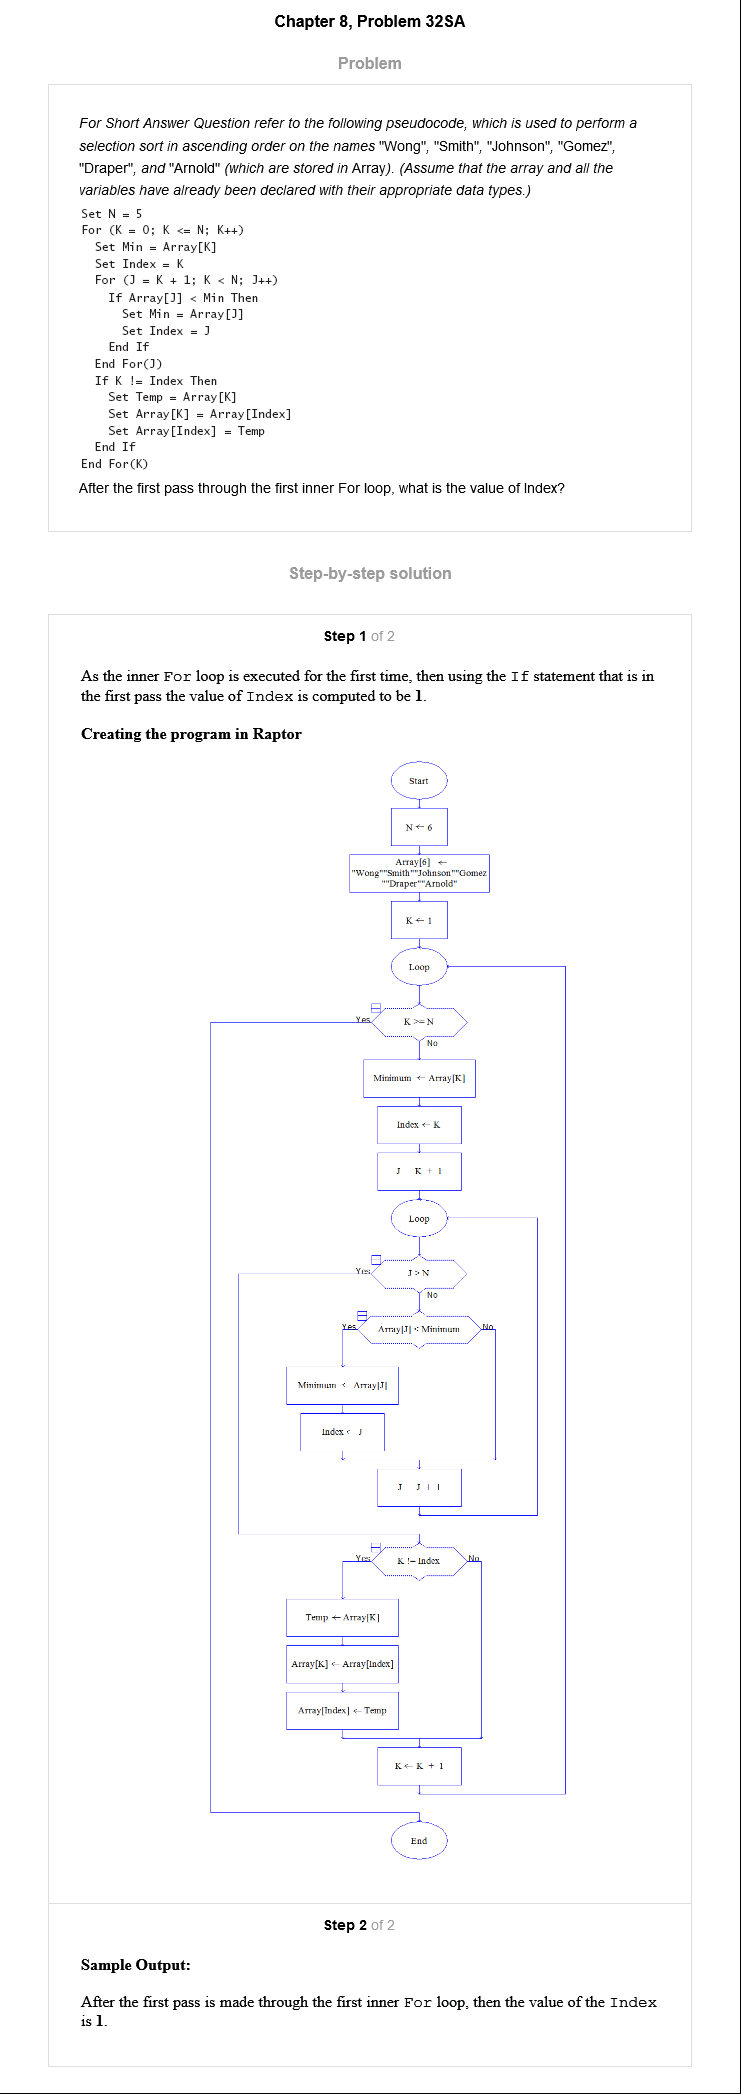 Chapter 8, Problem 32SA
Problem
For Short Answer Question refer to the following pseudocode, which is used to perform a
selection sort in ascending order on the names "Wong", "Smith", "Johnson", "Gomez",
"Draper", and "Arnold" (which are stored in Array). (Assume that the array and all the
variables have already been declared with their appropriate data types.)
Set N = 5
For (K = 0; K <= N; K++)
Set Min = Array[K]
Set Index = K
For (J = K + 1; K < N; J++)
If Array[J] < Min Then
Set Min = Array[J]
Set Index = J
End If
End For(J)
If K != Index Then
Set Temp = Array[K]
Set Array[K] = Array[Index]
Set Array[Index] = Temp
End If
End For(K)
After the first pass through the first inner For loop, what is the value of Index?
Step-by-step solution
Step 1 of 2
As the inner For loop is executed for the first time, then using the If statement that is in
the first pass the value of Index is computed to be 1.
Creating the program in Raptor
Start
N ← 6
Array[6] ←
"Wong""Smith""Johnson""Gomez
""Draper""Arnold"
K ← 1
Loop
Yes
K >= N
No
Minimum ← Array[K]
Index ← K
J K + 1
Loop
Yes
J > N
No
Yes
Array[J] < Minimum
No
Minimum ← Array[J]
Index ← J
J J + 1
Yes
K != Index
No
Temp ← Array[K]
Array[K] ← Array[Index]
Array[Index] ← Temp
K ← K + 1
End
Step 2 of 2
Sample Output:
After the first pass is made through the first inner For loop, then the value of the Index
is 1.